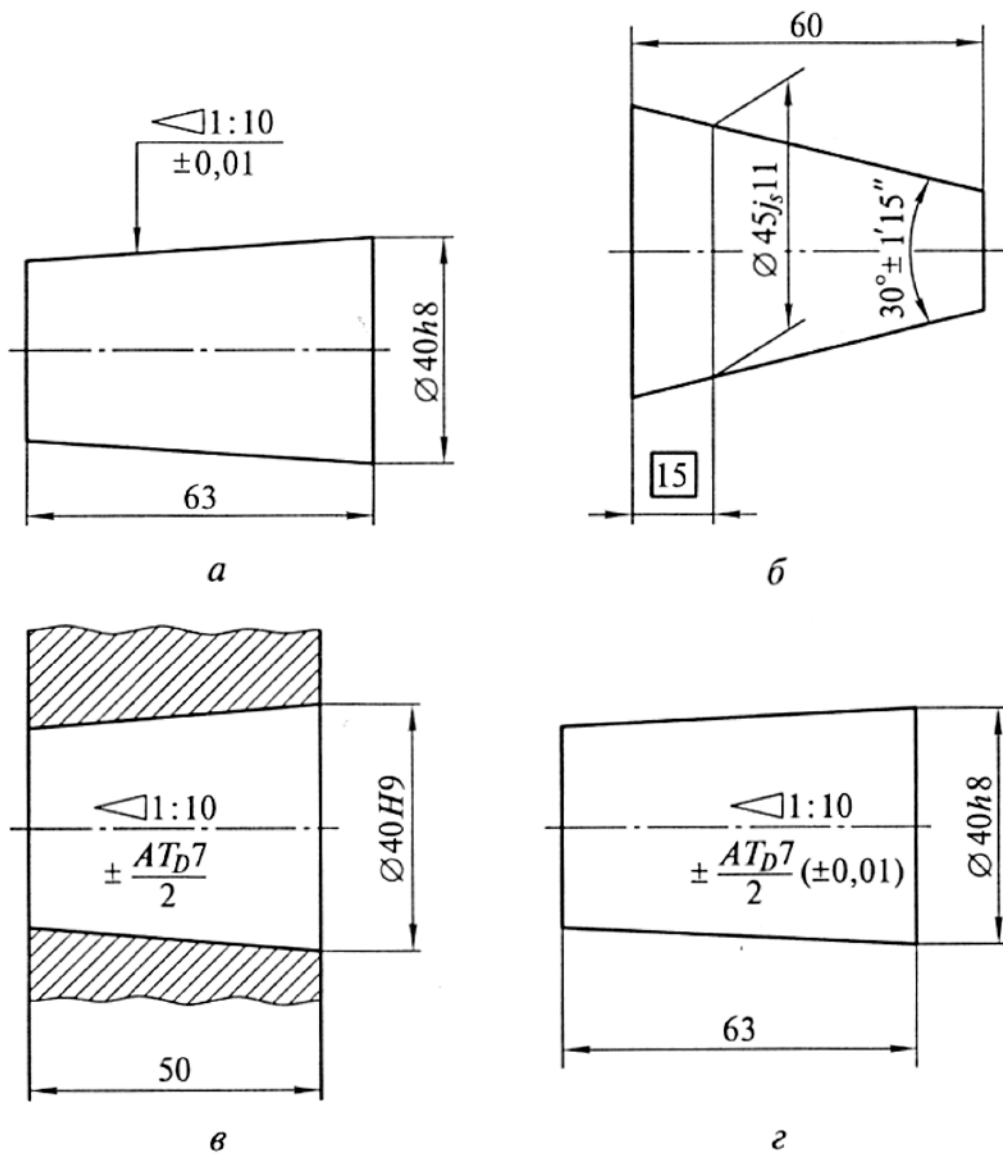 1:10
±0,01
⌀40h8
63
а
60
⌀45jₛ11
30°±1′15″
15
б
1:10
± AT_D7/2
⌀40H9
50
в
1:10
± AT_D7/2 (±0,01)
⌀40h8
63
г